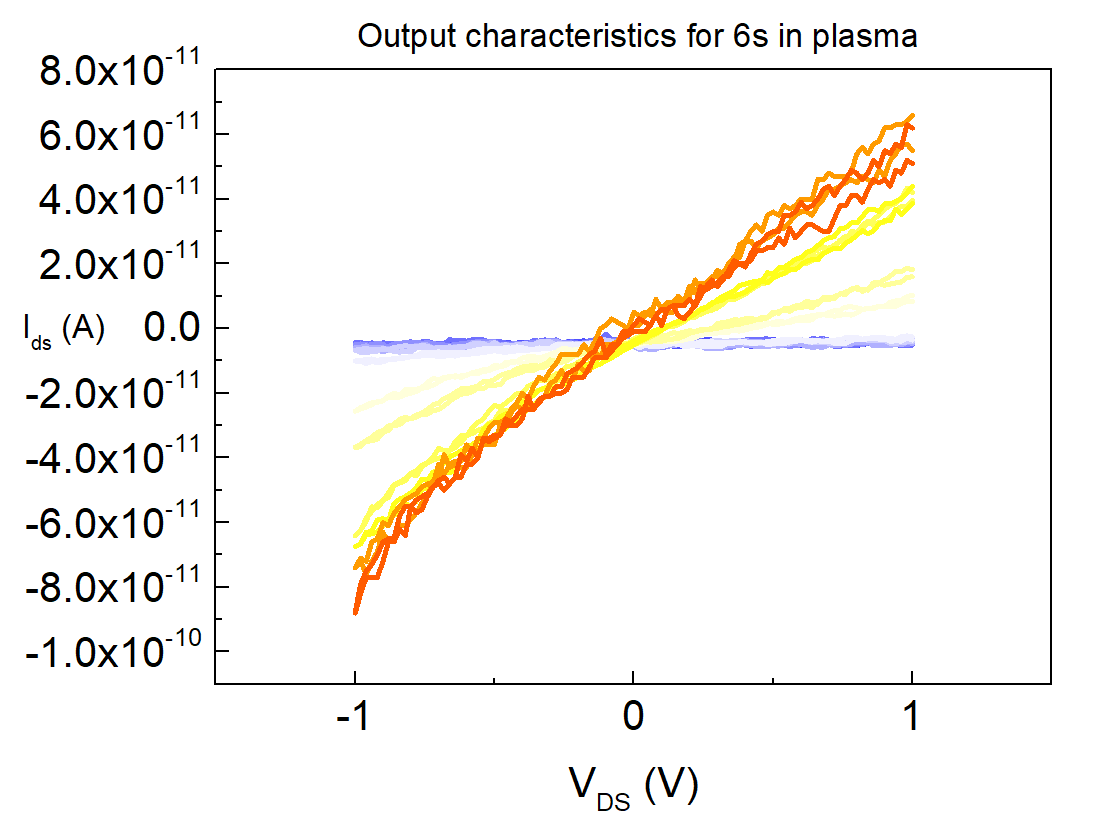 Output characteristics for 6s in plasma
8.0x10⁻¹¹
6.0x10⁻¹¹
4.0x10⁻¹¹
2.0x10⁻¹¹
I_ds (A) 0.0
-2.0x10⁻¹¹
-4.0x10⁻¹¹
-6.0x10⁻¹¹
-8.0x10⁻¹¹
-1.0x10⁻¹⁰
-1 0 1
V_DS (V)